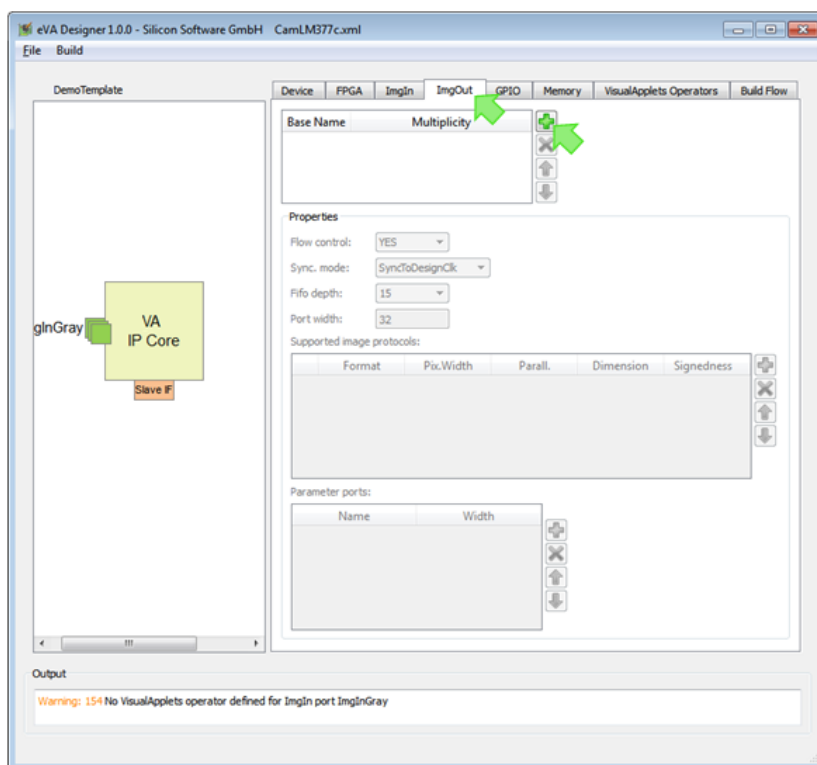 eVA Designer 1.0.0 - Silicon Software GmbH CamLM377c.xml
File Build
DemoTemplate
Device FPGA ImgIn ImgOut GPIO Memory VisualApplets Operators Build Flow
Base Name Multiplicity
Properties
Flow control: YES
Sync. mode: SyncToDesignClk
Fifo depth: 15
Port width: 32
Supported image protocols:
Format Pix.Width Parall. Dimension Signedness
gInGray
VA
IP Core
Slave IF
Parameter ports:
Name Width
Output
Warning: 154 No VisualApplets operator defined for ImgIn port ImgInGray